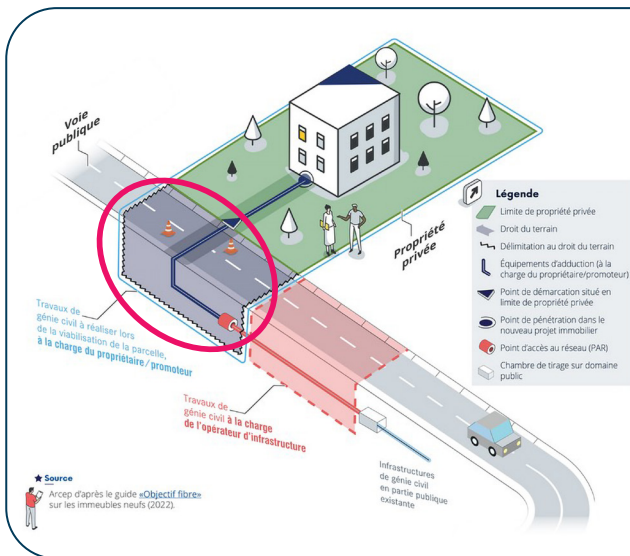 Voie
publique
Propriété
privée
Travaux de
génie civil à réaliser lors
de la viabilisation de la parcelle,
à la charge du propriétaire/promoteur
Travaux de
génie civil à la charge
de l'opérateur d'infrastructure
Infrastructures
de génie civil
en partie publique
existante
Légende
Limite de propriété privée
Droit du terrain
Délimitation au droit du terrain
Équipements d'adduction (à la
charge du propriétaire/promoteur)
Point de démarcation situé en
limite de propriété privée
Point de pénétration dans le
nouveau projet immobilier
Point d'accès au réseau (PAR)
Chambre de tirage sur domaine
public
Source
Arcep d'après le guide «Objectif fibre»
sur les immeubles neufs (2022).